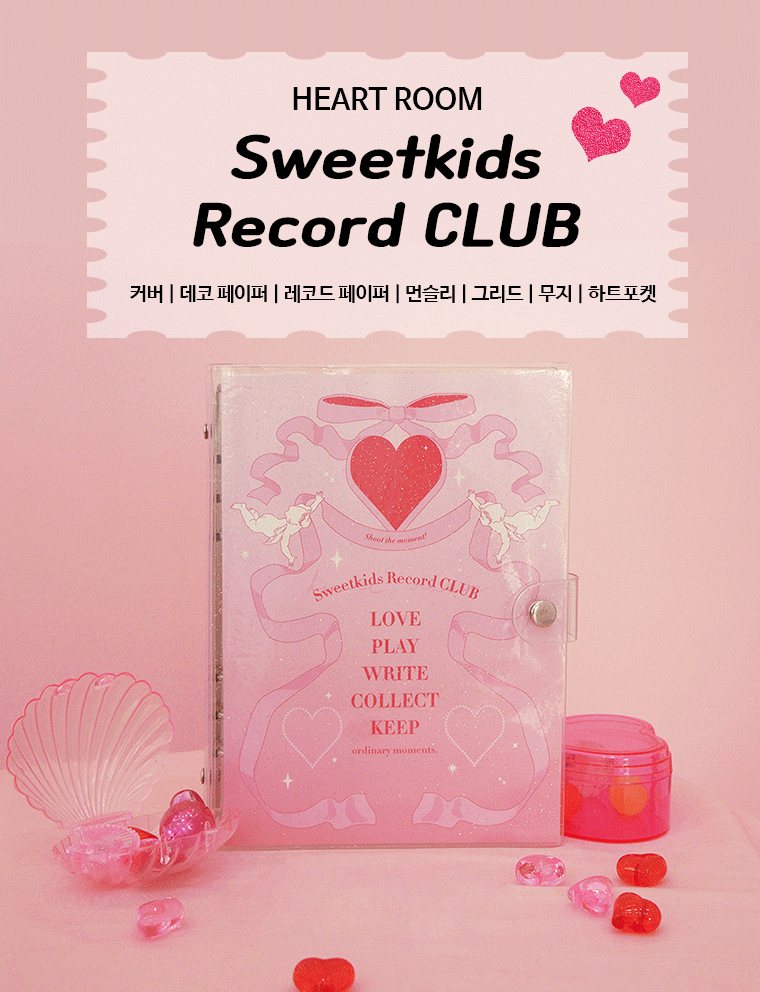 HEART ROOM
Sweetkids
Record CLUB
커버 | 데코 페이퍼 | 레코드 페이퍼 | 먼슬리 | 그리드 | 무지 | 하트포켓
Shoot the moment!
Sweetkids Record CLUB
LOVE
PLAY
WRITE
COLLECT
KEEP
ordinary moments.